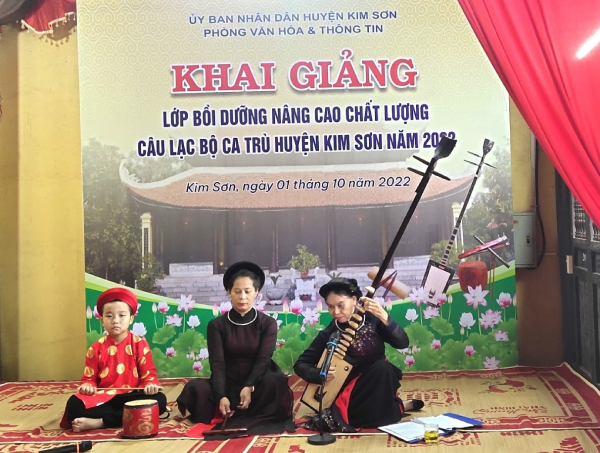 ỦY BAN NHÂN DÂN HUYỆN KIM SƠN
PHÒNG VĂN HÓA & THÔNG TIN
KHAI GIẢNG
LỚP BỒI DƯỠNG NÂNG CAO CHẤT LƯỢNG
CÂU LẠC BỘ CA TRÙ HUYỆN KIM SƠN NĂM 2022
Kim Sơn, ngày 01 tháng 10 năm 2022